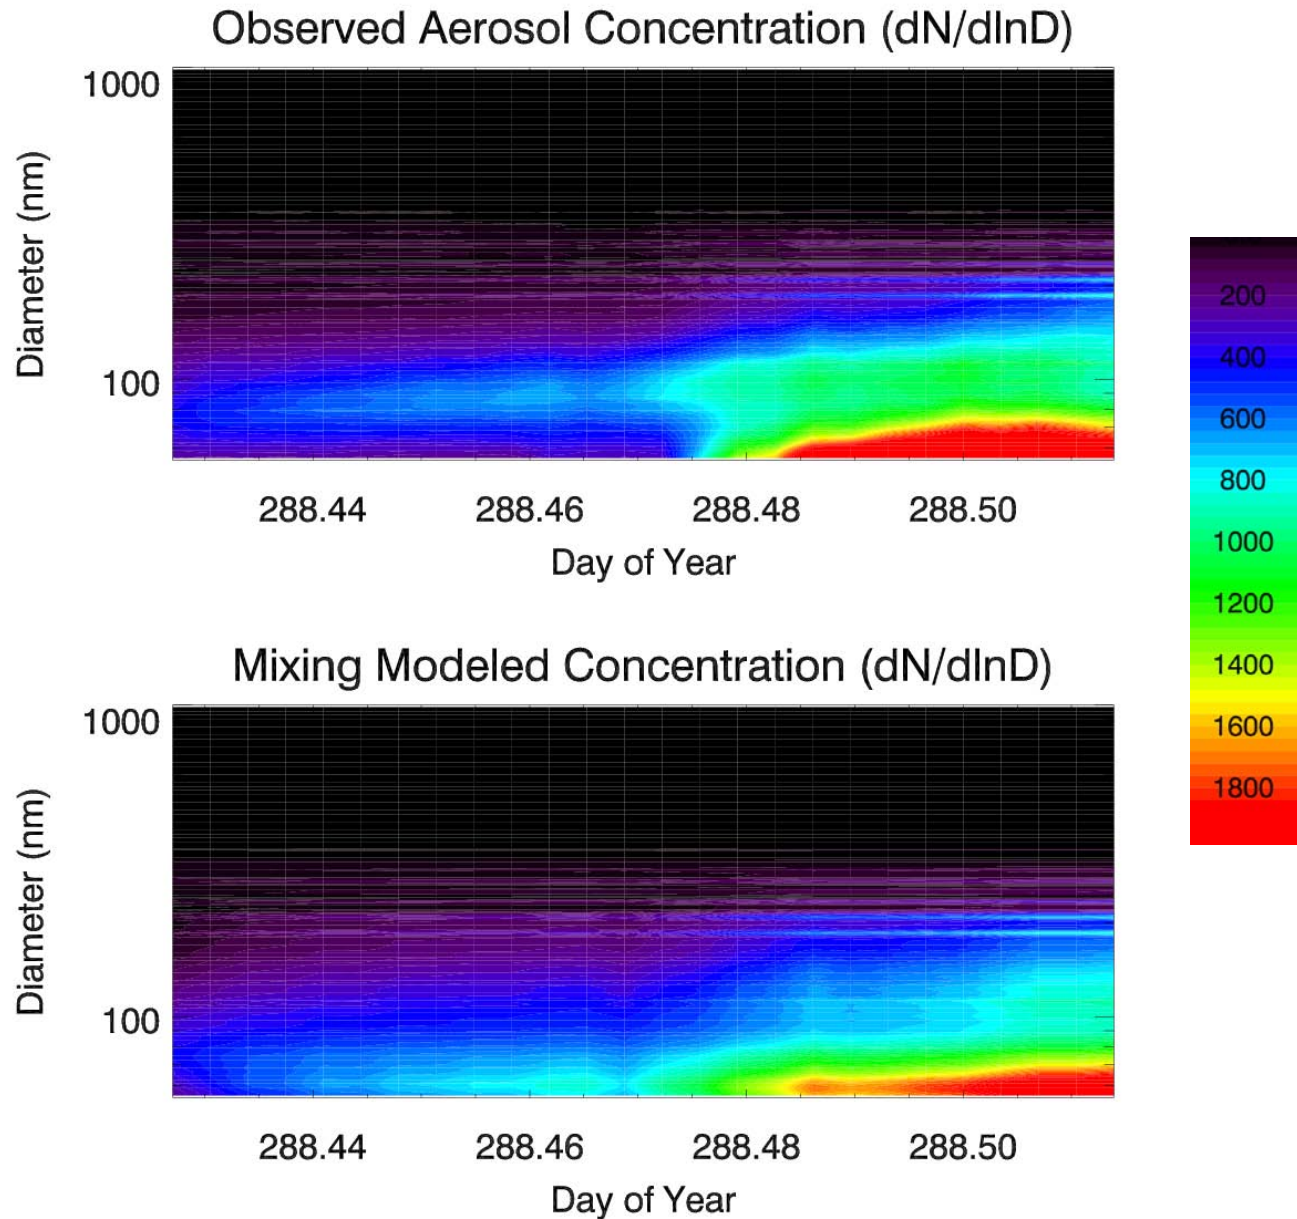 Observed Aerosol Concentration (dN/dlnD)
1000
100
Diameter (nm)
288.44 288.46 288.48 288.50
Day of Year
200
400
600
800
1000
1200
1400
1600
1800
Mixing Modeled Concentration (dN/dlnD)
1000
100
Diameter (nm)
288.44 288.46 288.48 288.50
Day of Year